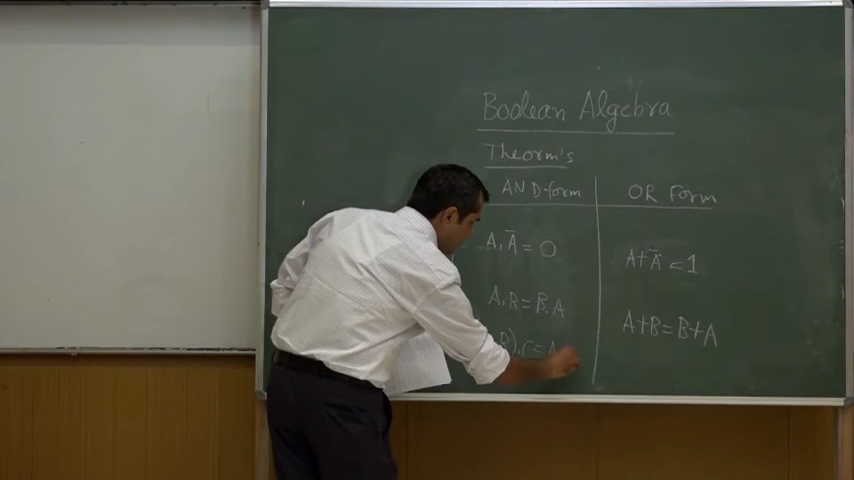 Boolean Algebra
Theorm's
AND-form
OR Form
A.Ā = 0
A+Ā = 1
A.B = B.A
A+B = B+A
B).C = A